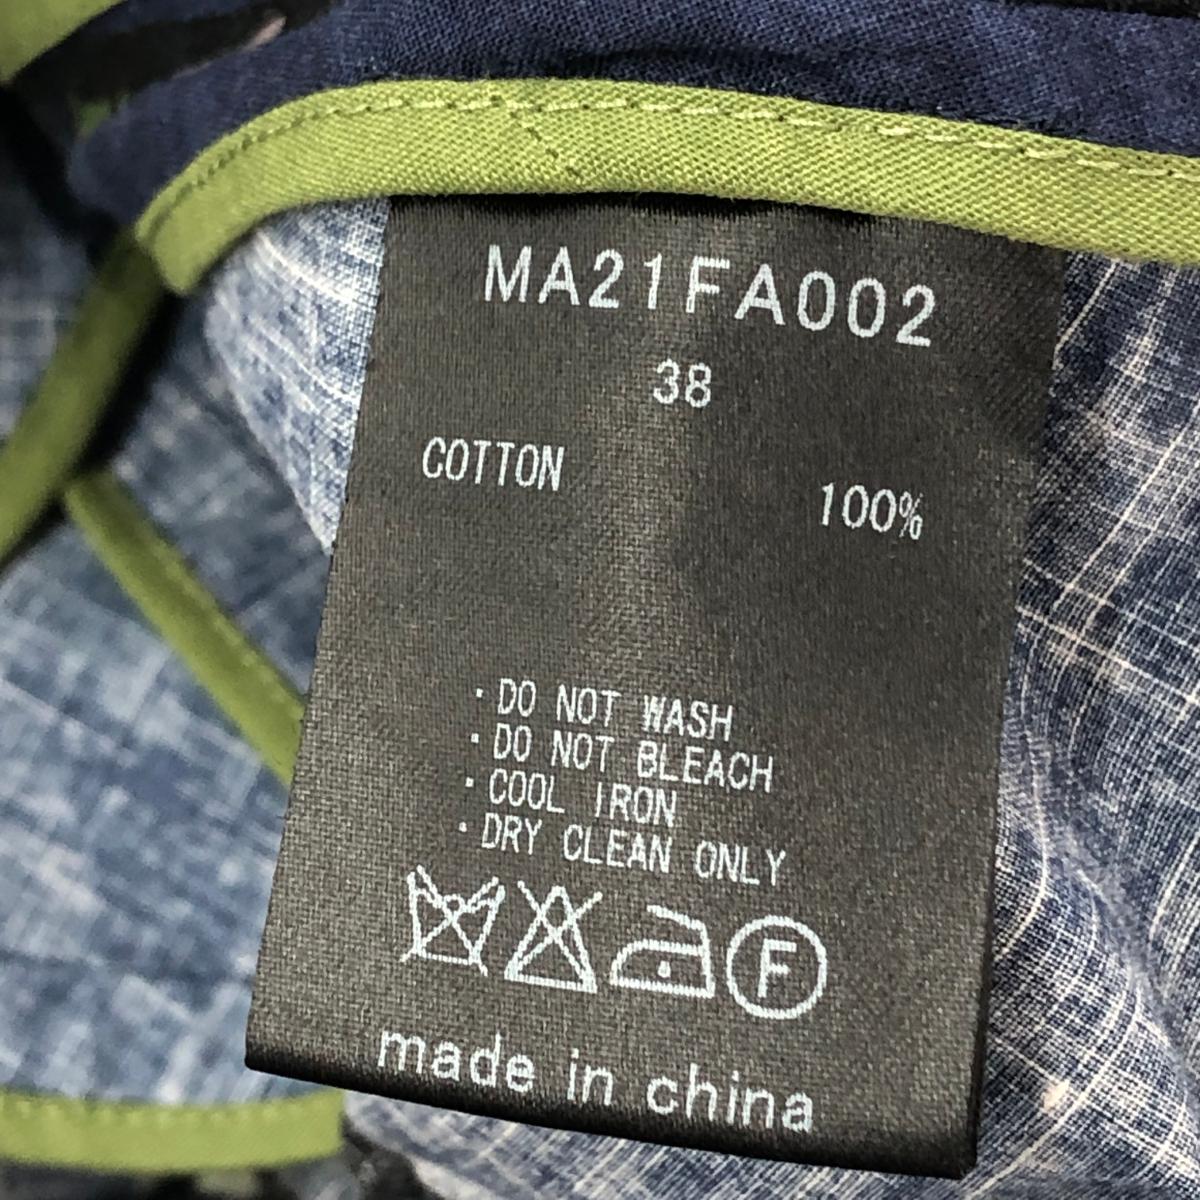 MA21FA002
38
COTTON 100%
・DO NOT WASH
・DO NOT BLEACH
・COOL IRON
・DRY CLEAN ONLY
F
made in china